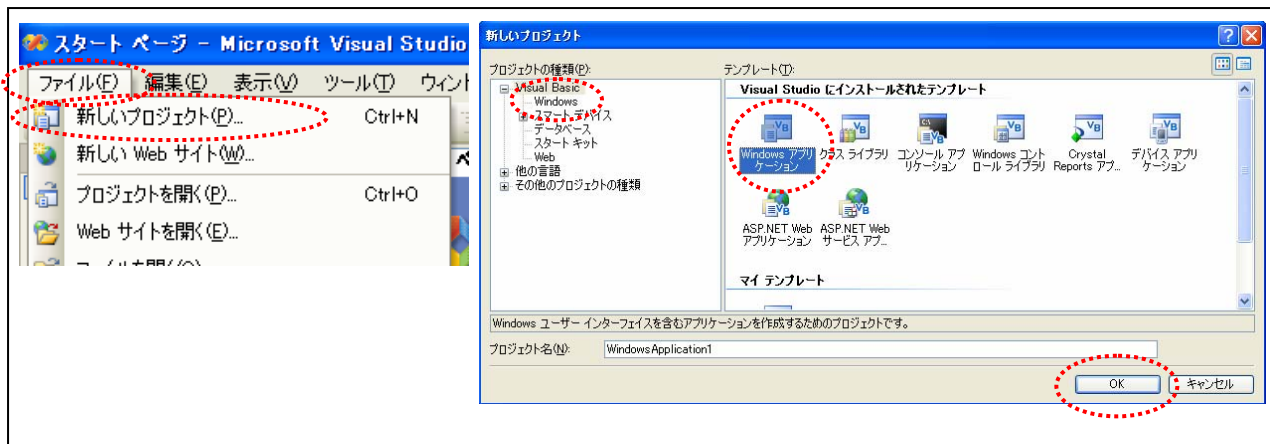 スタート ページ - Microsoft Visual Studio
ファイル(F) 編集(E) 表示(V) ツール(T) ウィント
新しいプロジェクト(P)... Ctrl+N
新しい Web サイト(W)...
プロジェクトを開く(P)... Ctrl+O
Web サイトを開く(E)...
新しいプロジェクト
プロジェクトの種類(P):
Visual Basic
Windows
スマート デバイス
データベース
スタート キット
Web
他の言語
その他のプロジェクトの種類
テンプレート(T):
Visual Studio にインストールされたテンプレート
Windows アプリケーション
クラス ライブラリ
コンソール アプリケーション
Windows コントロール ライブラリ
Crystal Reports アプ...
デバイス アプリケーション
ASP.NET Web アプリケーション
ASP.NET Web サービス アプ...
マイ テンプレート
Windows ユーザー インターフェイスを含むアプリケーションを作成するためのプロジェクトです。
プロジェクト名(N): WindowsApplication1
OK キャンセル